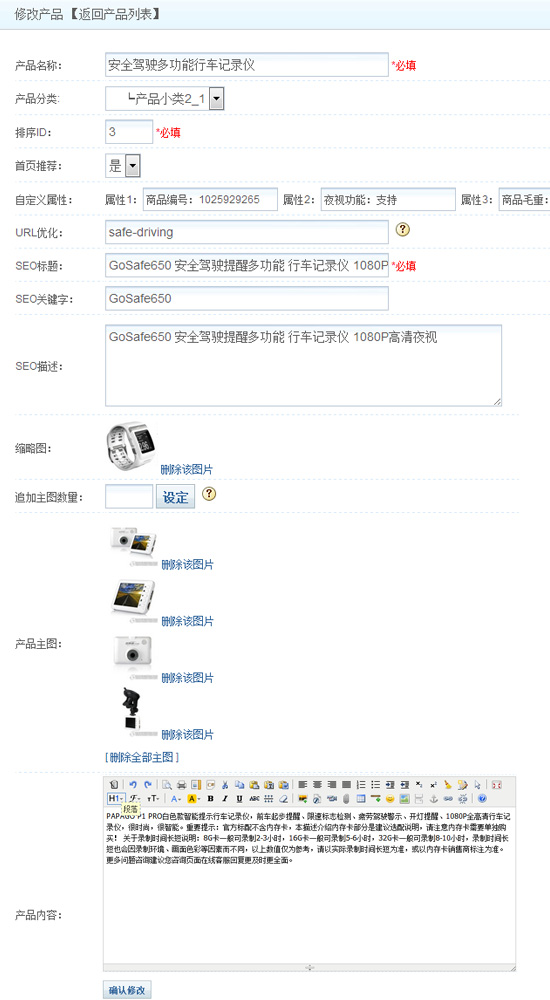 修改产品 【返回产品列表】
产品名称： 安全驾驶多功能行车记录仪 *必填
产品分类: ┗产品小类2_1
排序ID： 3 *必填
首页推荐： 是
自定义属性： 属性1： 商品编号：1025929265 属性2： 夜视功能：支持 属性3： 商品毛重：
URL优化： safe-driving
SEO标题： GoSafe650 安全驾驶提醒多功能 行车记录仪 1080P *必填
SEO关键字： GoSafe650
SEO描述： GoSafe650 安全驾驶提醒多功能 行车记录仪 1080P高清夜视
缩略图： 删除该图片
追加主图数量： 设定
产品主图： 删除该图片
删除该图片
删除该图片
删除该图片
[删除全部主图]
H1
段落
产品内容： PAPAGO P1 PRO白色款智能提示行车记录仪，前车起步提醒、限速标志检测、疲劳驾驶警示、开灯提醒、1080P全高清行车记
录仪，很时尚，很智能。重要提示：官方标配不含内存卡，本描述介绍内存卡部分是建议选配说明，请注意内存卡需要单独购
买！ 关于录制时间长短说明：8G卡一般可录制2-3小时，16G卡一般可录制5-6小时，32G卡一般可录制8-10小时，录制时间长
短也会因录制环境、画面色彩等因素而不同，以上数值仅为参考，请以实际录制时间长短为准，或以内存卡销售商标注为准。
更多问题咨询建议您咨询页面在线客服回复更及时更全面。
确认修改